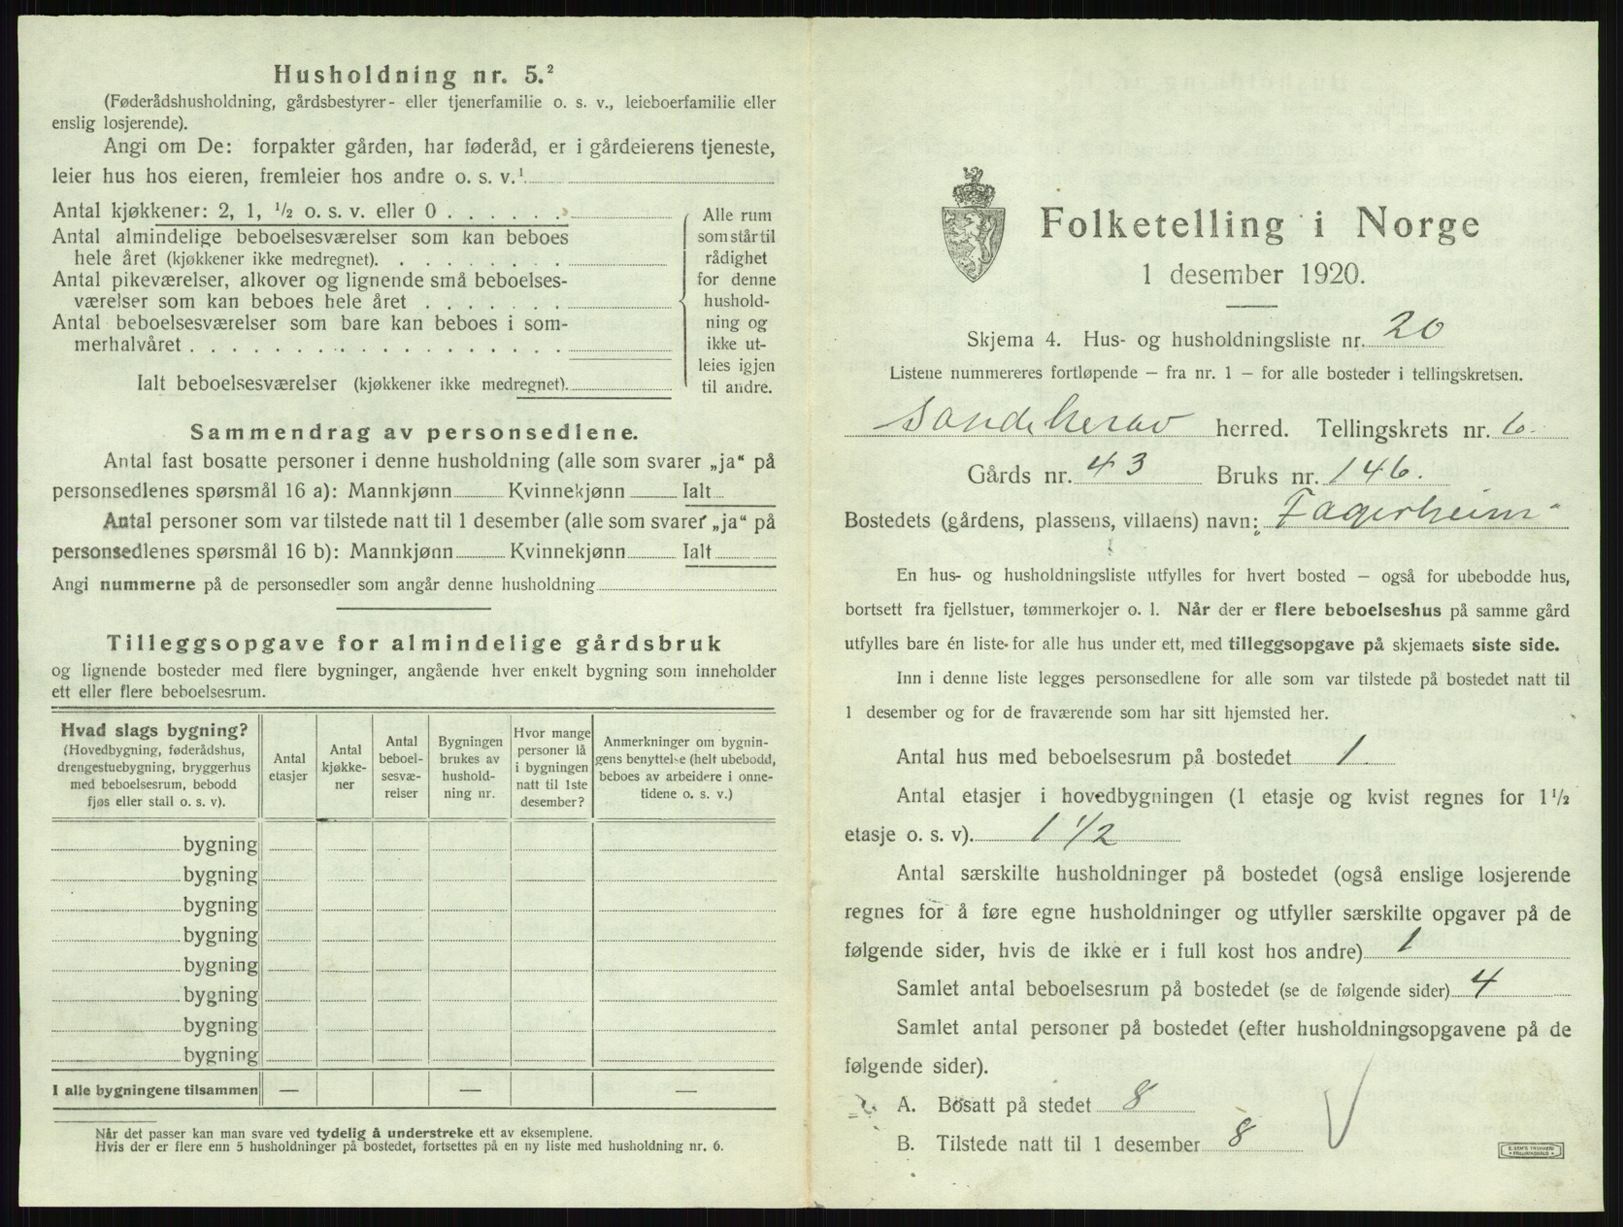 Husholdning nr. 5.²
(Føderådshusholdning, gårdsbestyrer- eller tjenerfamilie o. s. v., leieboerfamilie eller
enslig losjerende).
Angi om De: forpakter gården, har føderåd, er i gårdeierens tjeneste,
leier hus hos eieren, fremleier hos andre o. s. v.¹
Antal kjøkkener: 2, 1, ½ o. s. v. eller 0 . . . . . .
Antal almindelige beboelsesværelser som kan beboes
hele året (kjøkkener ikke medregnet). . . . . . . . .
Antal pikeværelser, alkover og lignende små beboelses-
værelser som kan beboes hele året . . . . . . .
Antal beboelsesværelser som bare kan beboes i som-
merhalvåret . . . . . . . . . . . . . . . . . .
Ialt beboelsesværelser (kjøkkener ikke medregnet).
Alle rum
som står til
rådighet
for denne
hushold-
ning og
ikke ut-
leies igjen
til andre.
Sammendrag av personsedlene.
Antal fast bosatte personer i denne husholdning (alle som svarer „ja“ på
personsedlenes spørsmål 16 a): Mannkjønn Kvinnekjønn Ialt
Antal personer som var tilstede natt til 1 desember (alle som svarer „ja“ på
personsedlenes spørsmål 16 b): Mannkjønn Kvinnekjønn Ialt
Angi nummerne på de personsedler som angår denne husholdning
Tilleggsopgave for almindelige gårdsbruk
og lignende bosteder med flere bygninger, angående hver enkelt bygning som inneholder
ett eller flere beboelsesrum.
Hvad slags bygning?
(Hovedbygning, føderådshus,
drengestuebygning, bryggerhus
med beboelsesrum, bebodd
fjøs eller stall o. s. v).
Antal
etasjer
Antal
kjøkke-
ner
Antal
beboel-
sesvæ-
relser
Bygningen
brukes av
hushold-
ning nr.
Hvor mange
personer lå
i bygningen
natt til 1ste
desember?
Anmerkninger om bygnin-
gens benyttelse (helt ubebodd,
beboes av arbeidere i onne-
tidene o. s. v.)
bygning
bygning
bygning
bygning
bygning
bygning
bygning
bygning
I alle bygningene tilsammen — — —
Når det passer kan man svare ved tydelig å understreke ett av eksemplene.
Hvis der er flere enn 5 husholdninger på bostedet, fortsettes på en ny liste med husholdning nr. 6.
Folketelling i Norge
1 desember 1920.
Skjema 4. Hus- og husholdningsliste nr. 20
Listene nummereres fortløpende — fra nr. 1 — for alle bosteder i tellingskretsen.
Sandeherad herred. Tellingskrets nr. 6.
Gårds nr. 43 Bruks nr. 146.
Bostedets (gårdens, plassens, villaens) navn: Fagerheim
En hus- og husholdningsliste utfylles for hvert bosted — også for ubebodde hus,
bortsett fra fjellstuer, tømmerkojer o. l. Når der er flere beboelseshus på samme gård
utfylles bare én liste for alle hus under ett, med tilleggsopgave på skjemaets siste side.
Inn i denne liste legges personsedlene for alle som var tilstede på bostedet natt til
1 desember og for de fraværende som har sitt hjemsted her.
Antal hus med beboelsesrum på bostedet 1.
Antal etasjer i hovedbygningen (1 etasje og kvist regnes for 1½
etasje o. s. v). 1 1/2
Antal særskilte husholdninger på bostedet (også enslige losjerende
regnes for å føre egne husholdninger og utfyller særskilte opgaver på de
følgende sider, hvis de ikke er i full kost hos andre) 1
Samlet antal beboelsesrum på bostedet (se de følgende sider) 4
Samlet antal personer på bostedet (efter husholdningsopgavene på de
følgende sider).
A. Bosatt på stedet 8
B. Tilstede natt til 1 desember 8